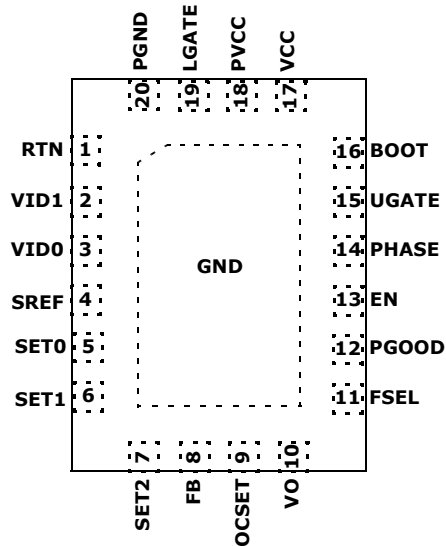 PGND
LGATE
PVCC
VCC
20
19
18
17
RTN 1
16 BOOT
VID1 2
15 UGATE
VID0 3
14 PHASE
GND
SREF 4
13 EN
SET0 5
12 PGOOD
SET1 6
11 FSEL
7
8
9
10
SET2
FB
OCSET
VO